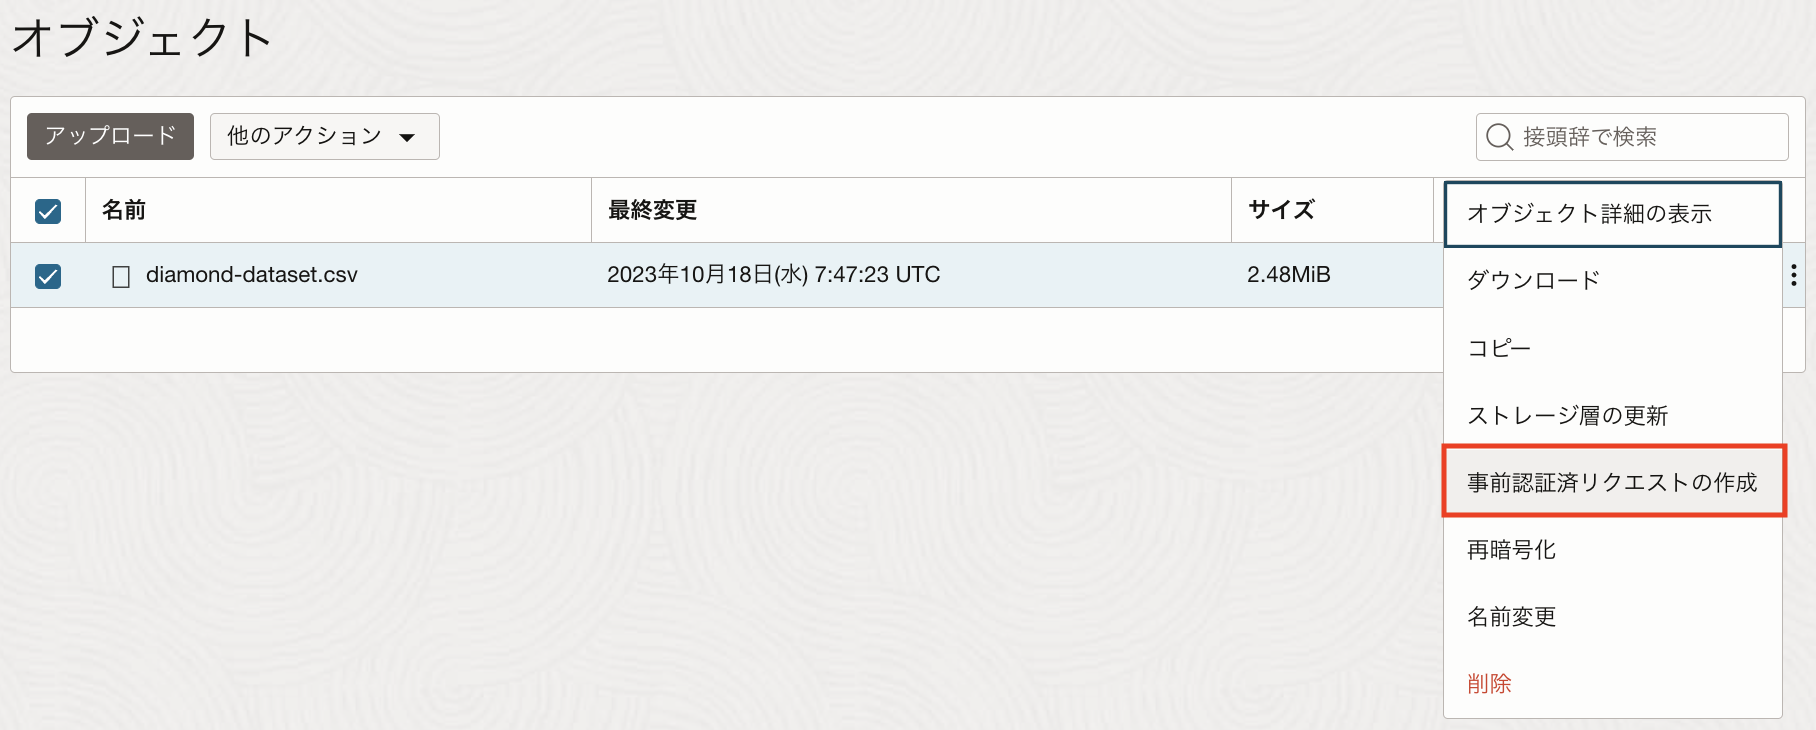 オブジェクト
アップロード 他のアクション 接頭辞で検索
名前 最終変更 サイズ
diamond-dataset.csv 2023年10月18日(水) 7:47:23 UTC 2.48MiB
オブジェクト詳細の表示
ダウンロード
コピー
ストレージ層の更新
事前認証済リクエストの作成
再暗号化
名前変更
削除